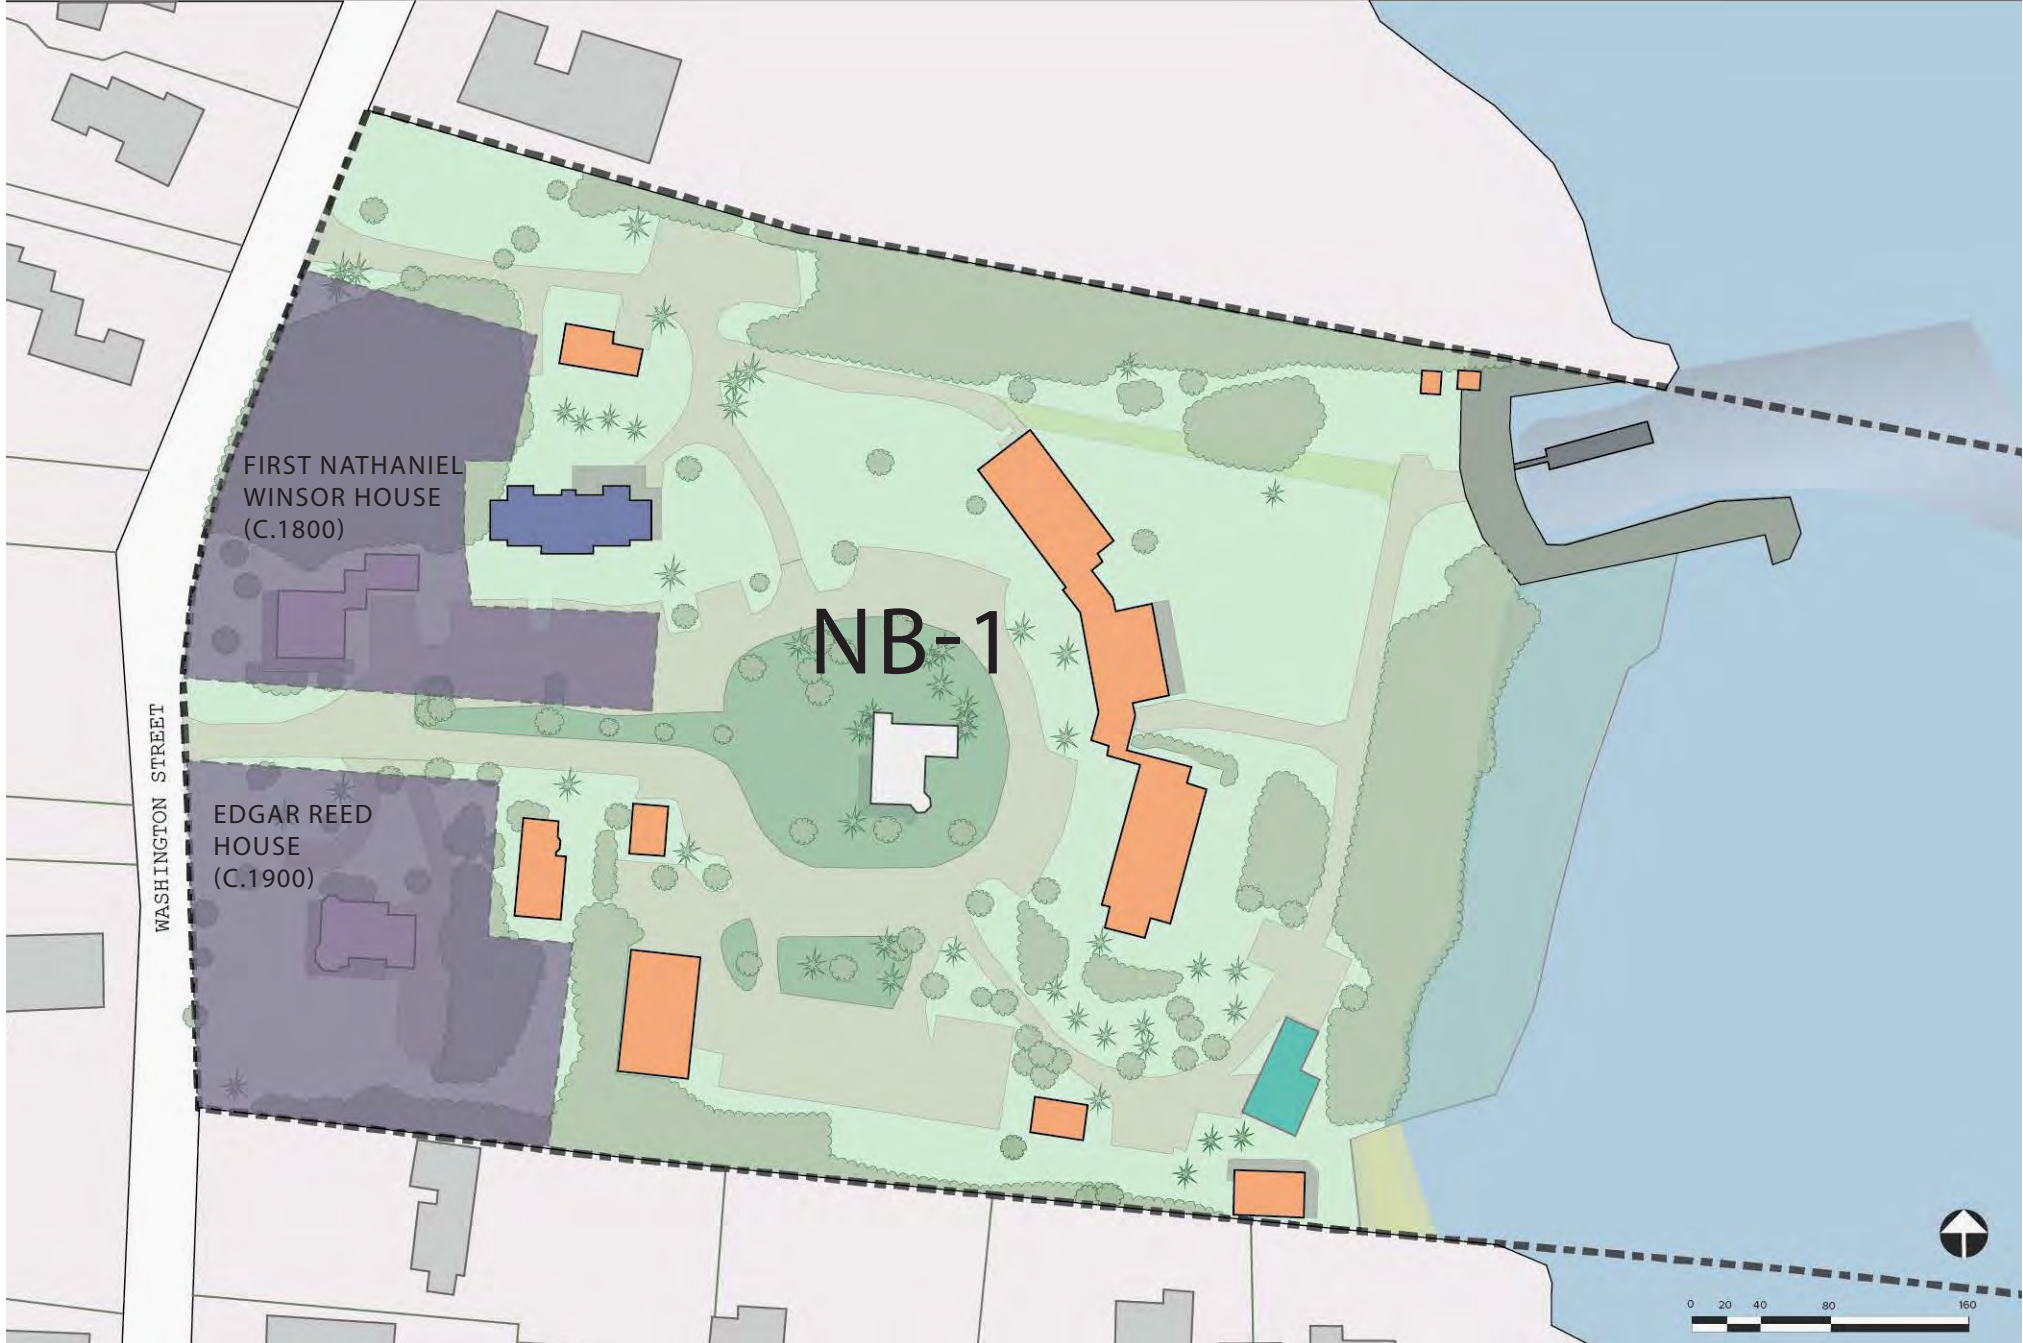 FIRST NATHANIEL
WINSOR HOUSE
(C.1800)
NB-1
WASHINGTON STREET
EDGAR REED
HOUSE
(C.1900)
0 20 40 80 160